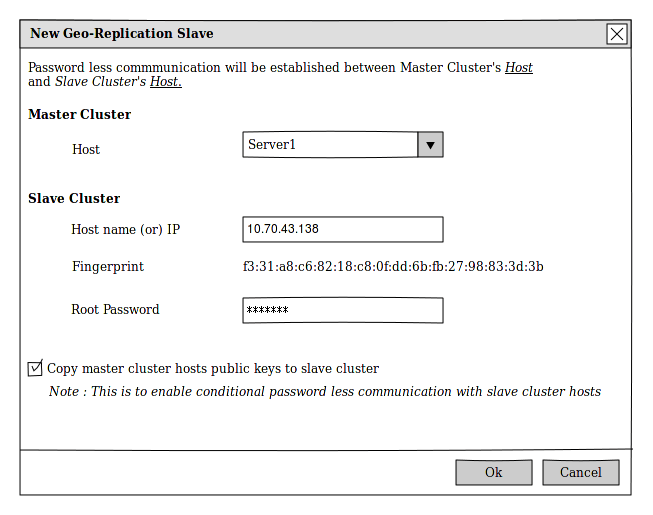 New Geo-Replication Slave
Password less commmunication will be established between Master Cluster's Host
and Slave Cluster's Host.
Master Cluster
Host Server1
Slave Cluster
Host name (or) IP 10.70.43.138
Fingerprint f3:31:a8:c6:82:18:c8:0f:dd:6b:fb:27:98:83:3d:3b
Root Password *******
Copy master cluster hosts public keys to slave cluster
Note : This is to enable conditional password less communication with slave cluster hosts
Ok Cancel